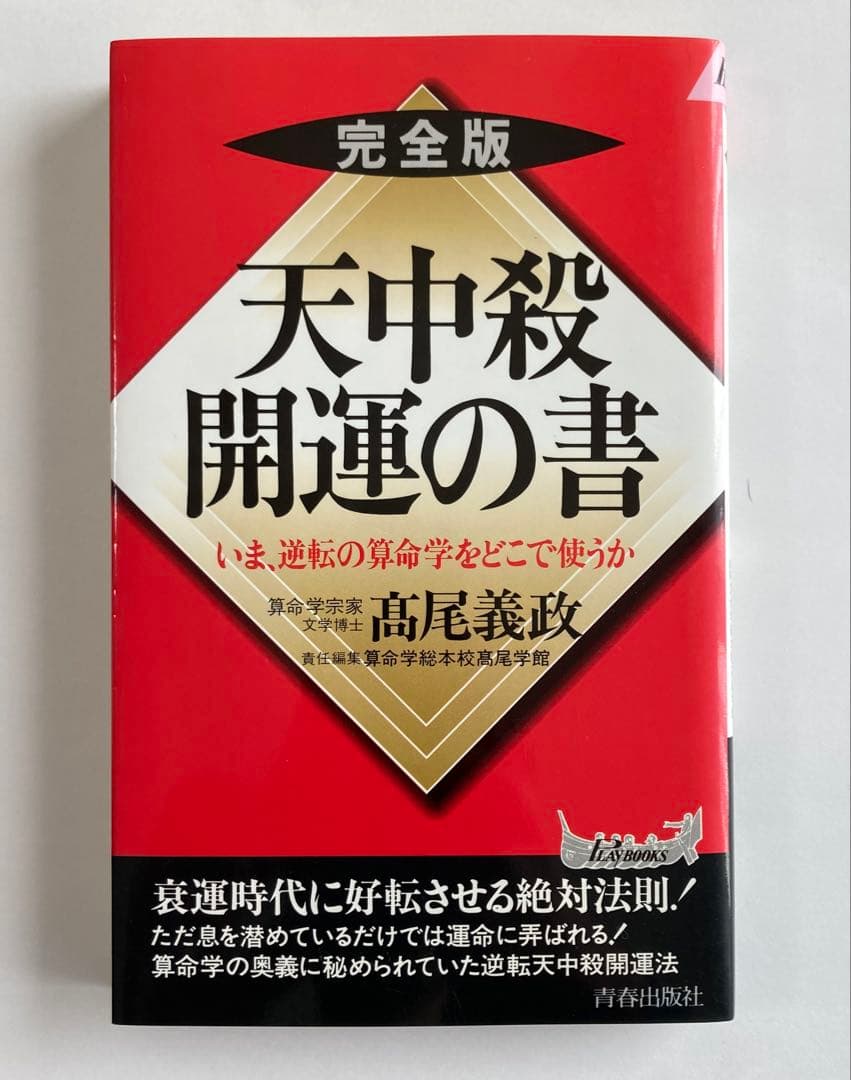 完全版
天中殺
開運の書
いま、逆転の算命学をどこで使うか
算命学宗家
文学博士 髙尾義政
責任編集 算命学総本校髙尾学館
PLAYBOOKS
衰運時代に好転させる絶対法則!
ただ息を潜めているだけでは運命に弄ばれる!
算命学の奥義に秘められていた逆転天中殺開運法
青春出版社